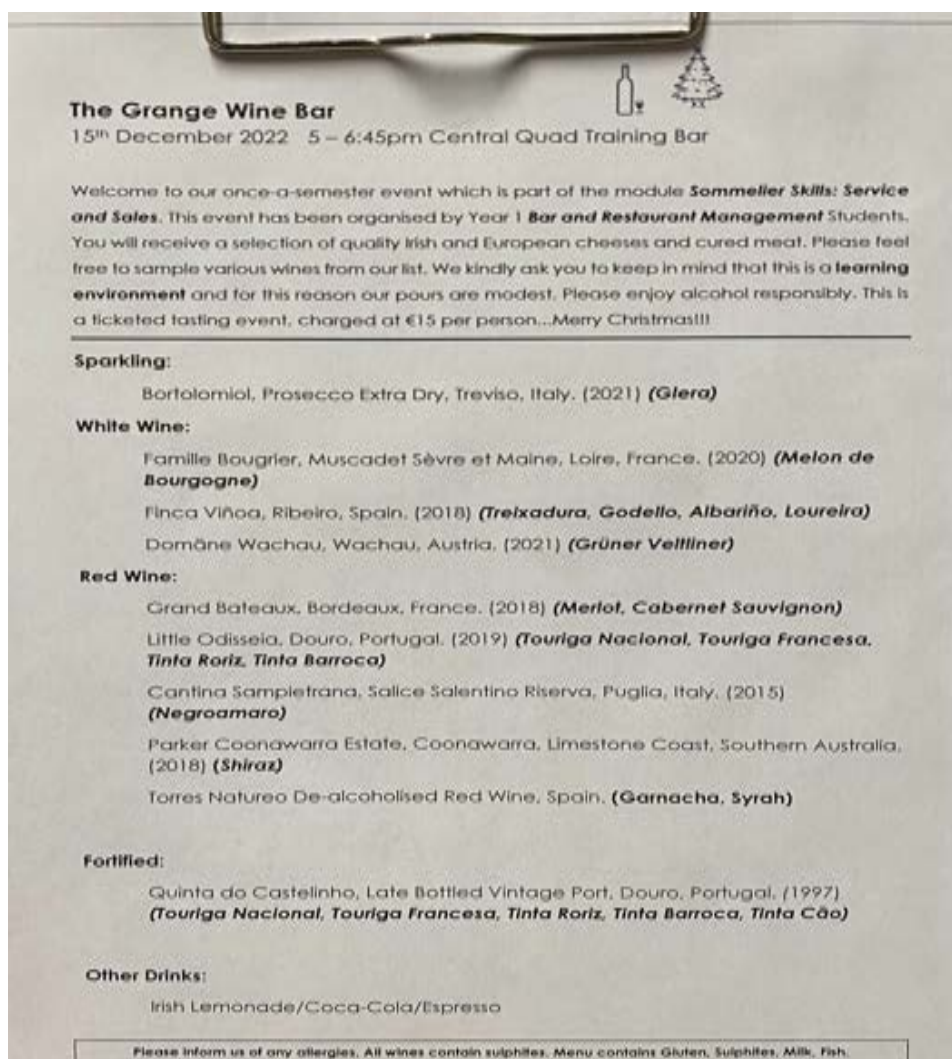 The Grange Wine Bar
15th December 2022 5 – 6:45pm Central Quad Training Bar
Welcome to our once-a-semester event which is part of the module Sommelier Skills: Service
and Sales. This event has been organised by Year 1 Bar and Restaurant Management Students.
You will receive a selection of quality Irish and European cheeses and cured meat. Please feel
free to sample various wines from our list. We kindly ask you to keep in mind that this is a learning
environment and for this reason our pours are modest. Please enjoy alcohol responsibly. This is
a ticketed tasting event, charged at €15 per person...Merry Christmas!!!
Sparkling:
Bortolomiol, Prosecco Extra Dry, Treviso, Italy. (2021) (Glera)
White Wine:
Famille Bougrier, Muscadet Sèvre et Maine, Loire, France. (2020) (Melon de
Bourgogne)
Finca Viñoa, Ribeiro, Spain. (2018) (Treixadura, Godello, Albariño, Loureira)
Domäne Wachau, Wachau, Austria. (2021) (Grüner Veltliner)
Red Wine:
Grand Bateaux, Bordeaux, France. (2018) (Merlot, Cabernet Sauvignon)
Little Odisseia, Douro, Portugal. (2019) (Touriga Nacional, Touriga Francesa,
Tinta Roriz, Tinta Barroca)
Cantina Sampietrana, Salice Salentino Riserva, Puglia, Italy. (2015)
(Negroamaro)
Parker Coonawarra Estate, Coonawarra, Limestone Coast, Southern Australia.
(2018) (Shiraz)
Torres Natureo De-alcoholised Red Wine, Spain. (Garnacha, Syrah)
Fortified:
Quinta do Castelinho, Late Bottled Vintage Port, Douro, Portugal. (1997)
(Touriga Nacional, Touriga Francesa, Tinta Roriz, Tinta Barroca, Tinta Cão)
Other Drinks:
Irish Lemonade/Coca-Cola/Espresso
Please inform us of any allergies. All wines contain sulphites. Menu contains Gluten, Sulphites, Milk, Fish.